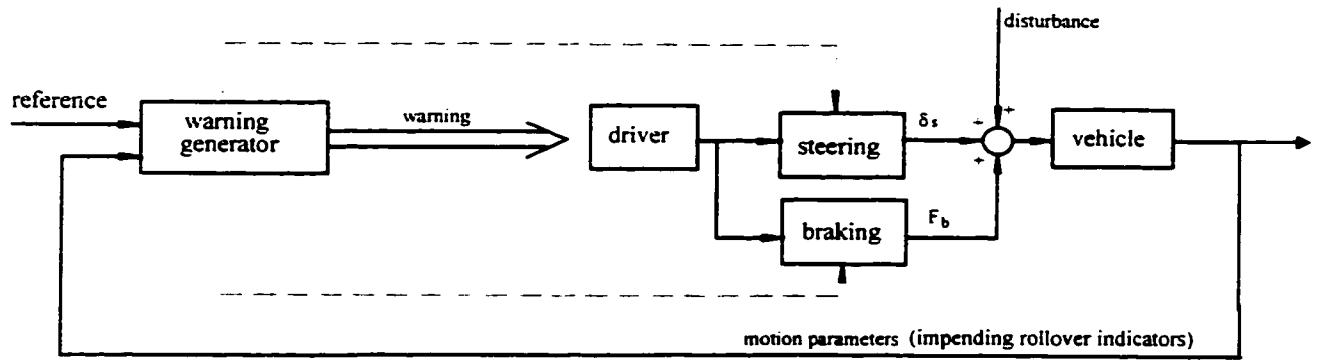 disturbance
reference
warning
generator
warning
driver
steering
δs
+
+
+
vehicle
braking
Fb
motion parameters (impending rollover indicators)